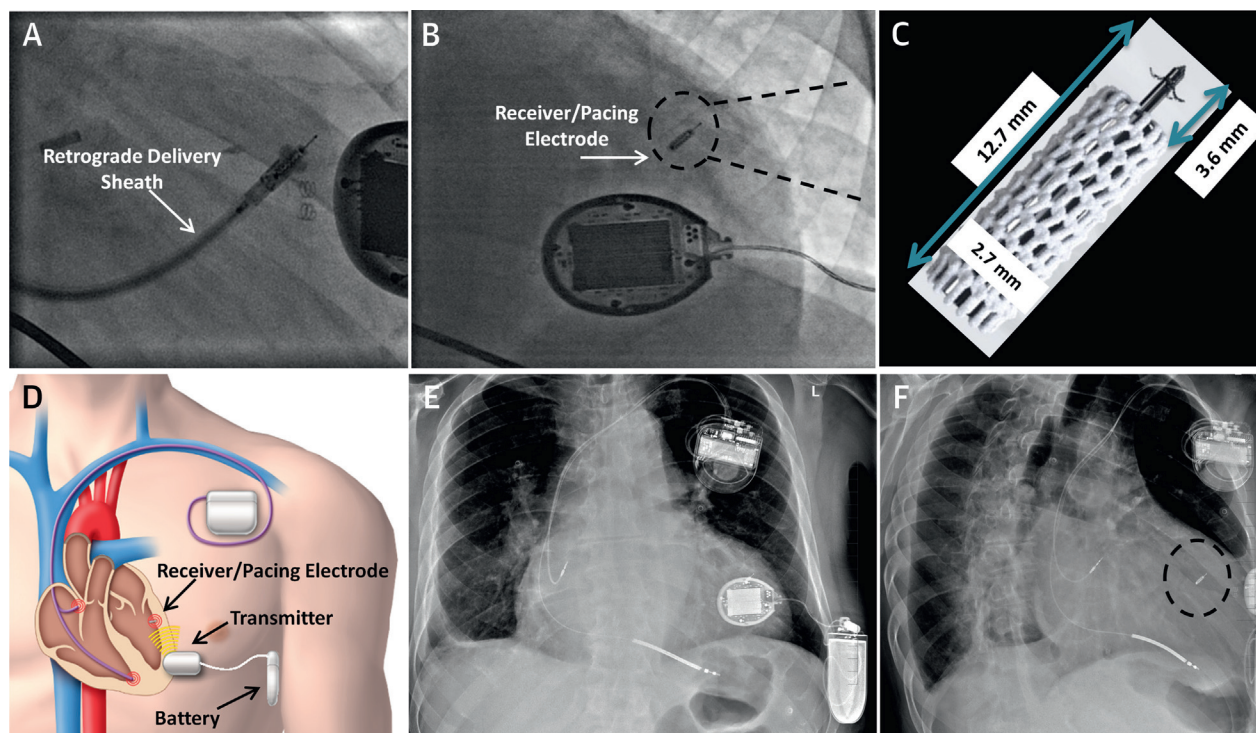 A
Retrograde Delivery
Sheath
B
Receiver/Pacing
Electrode
C
12.7 mm
3.6 mm
2.7 mm
D
Receiver/Pacing Electrode
Transmitter
Battery
E
L
F